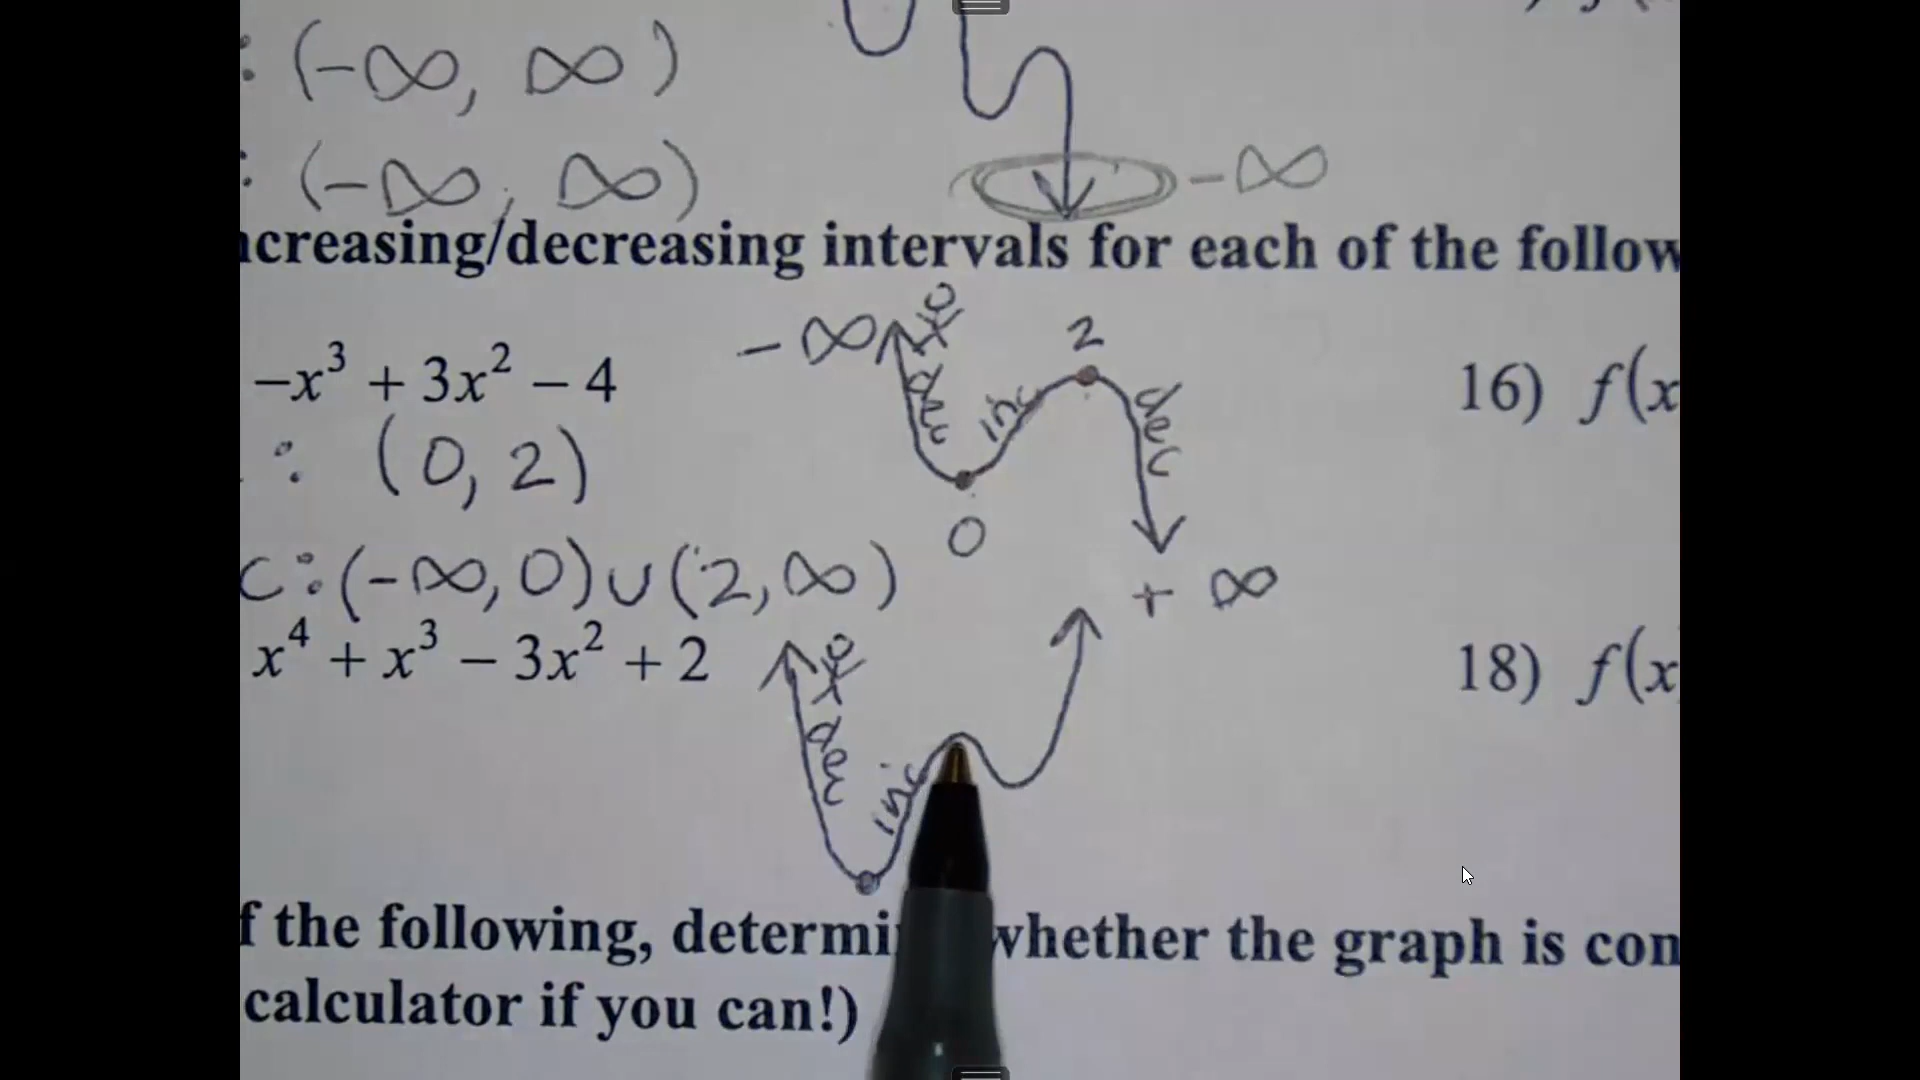 : (-∞, ∞)
: (-∞, ∞)
-∞
creasing/decreasing intervals for each of the follow
-∞
dec
inc
2
dec
0
+ ∞
-x³ + 3x² - 4
16) f(x
: (0, 2)
C: (-∞, 0) ∪ (2, ∞)
x⁴ + x³ - 3x² + 2
dec
inc
18) f(x
f the following, determi whether the graph is con
calculator if you can!)